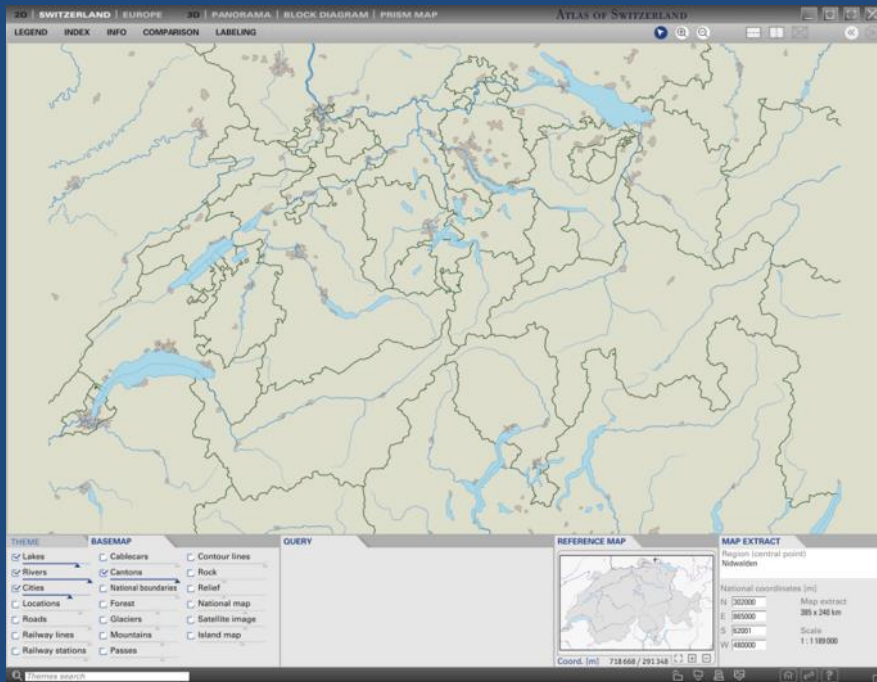 2D | SWITZERLAND | EUROPE 3D | PANORAMA | BLOCK DIAGRAM | PRISM MAP ATLAS OF SWITZERLAND
LEGEND INDEX INFO COMPARISON LABELING
THEME BASEMAP QUERY REFERENCE MAP MAP EXTRACT
Lakes Cablecars Contour lines
Rivers Cantons Rock
Cities National boundaries Relief
Locations Forest National map
Roads Glaciers Satellite image
Railway lines Mountains Island map
Railway stations Passes
Region (central point)
Nidwalden
National coordinates [m]
N 302000 Map extract
E 865000 385 x 240 km
S 62001 Scale
W 480000 1 : 1 189 000
Coord. [m] 718 668 / 291 348
Themes search